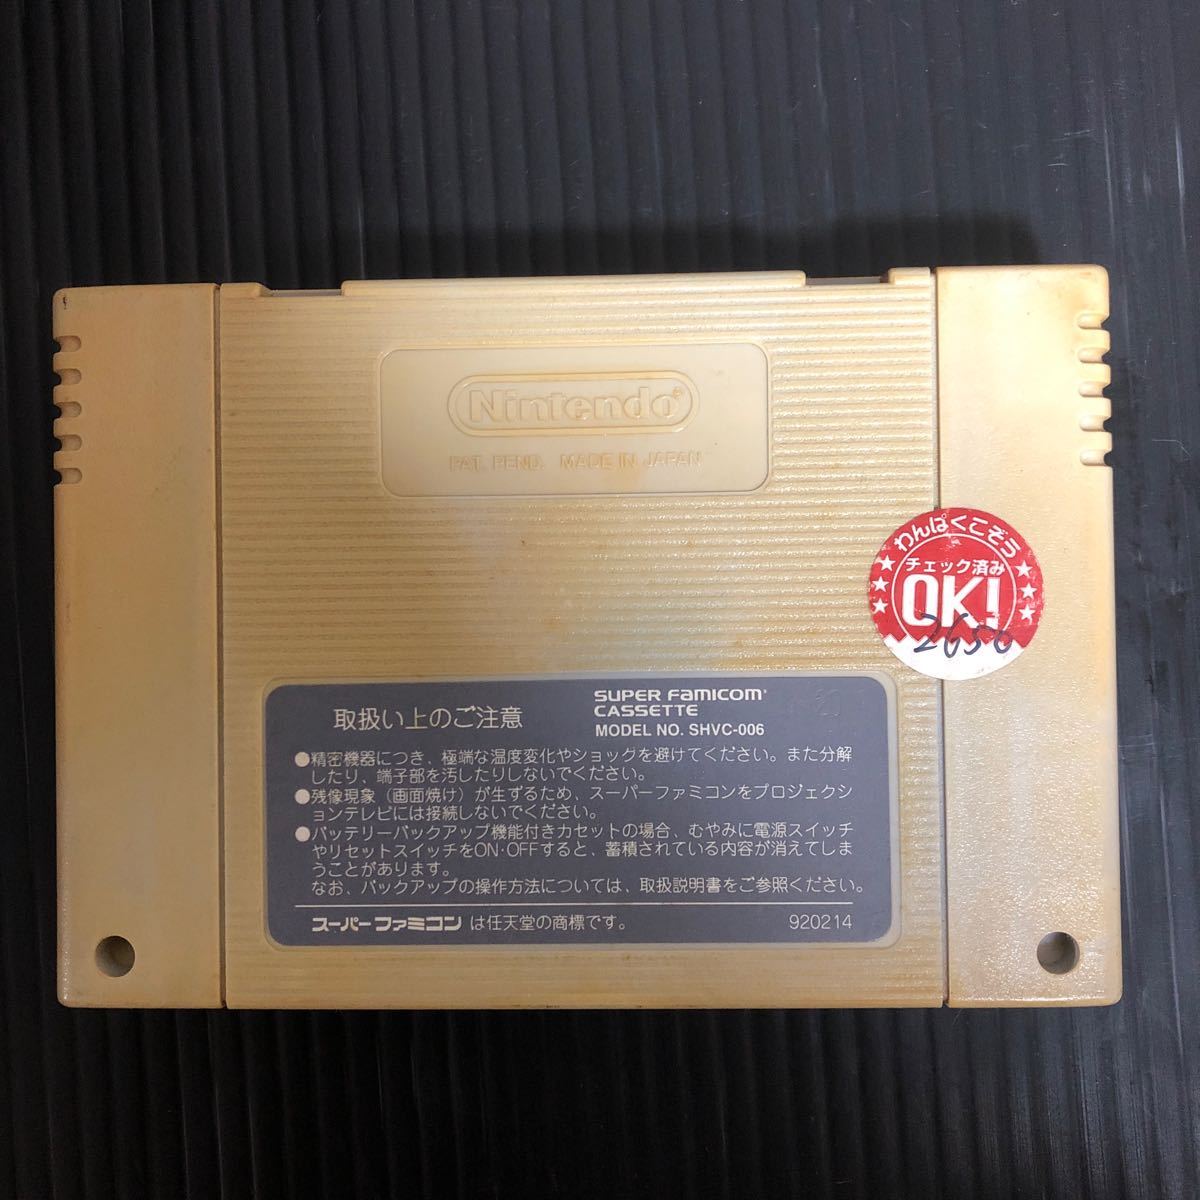 Nintendo®
PAT. PEND. MADE IN JAPAN
わんぱくこぞう
チェック済み
OK!
2650
取扱い上のご注意
SUPER FAMICOM®
CASSETTE
MODEL NO. SHVC-006
●精密機器につき、極端な温度変化やショックを避けてください。また分解
したり、端子部を汚したりしないでください。
●残像現象（画面焼け）が生ずるため、スーパーファミコンをプロジェクシ
ョンテレビには接続しないでください。
●バッテリーバックアップ機能付きカセットの場合、むやみに電源スイッチ
やリセットスイッチをON・OFFすると、蓄積されている内容が消えてしま
うことがあります。
なお、バックアップの操作方法については、取扱説明書をご参照ください。
スーパーファミコン は任天堂の商標です。
920214